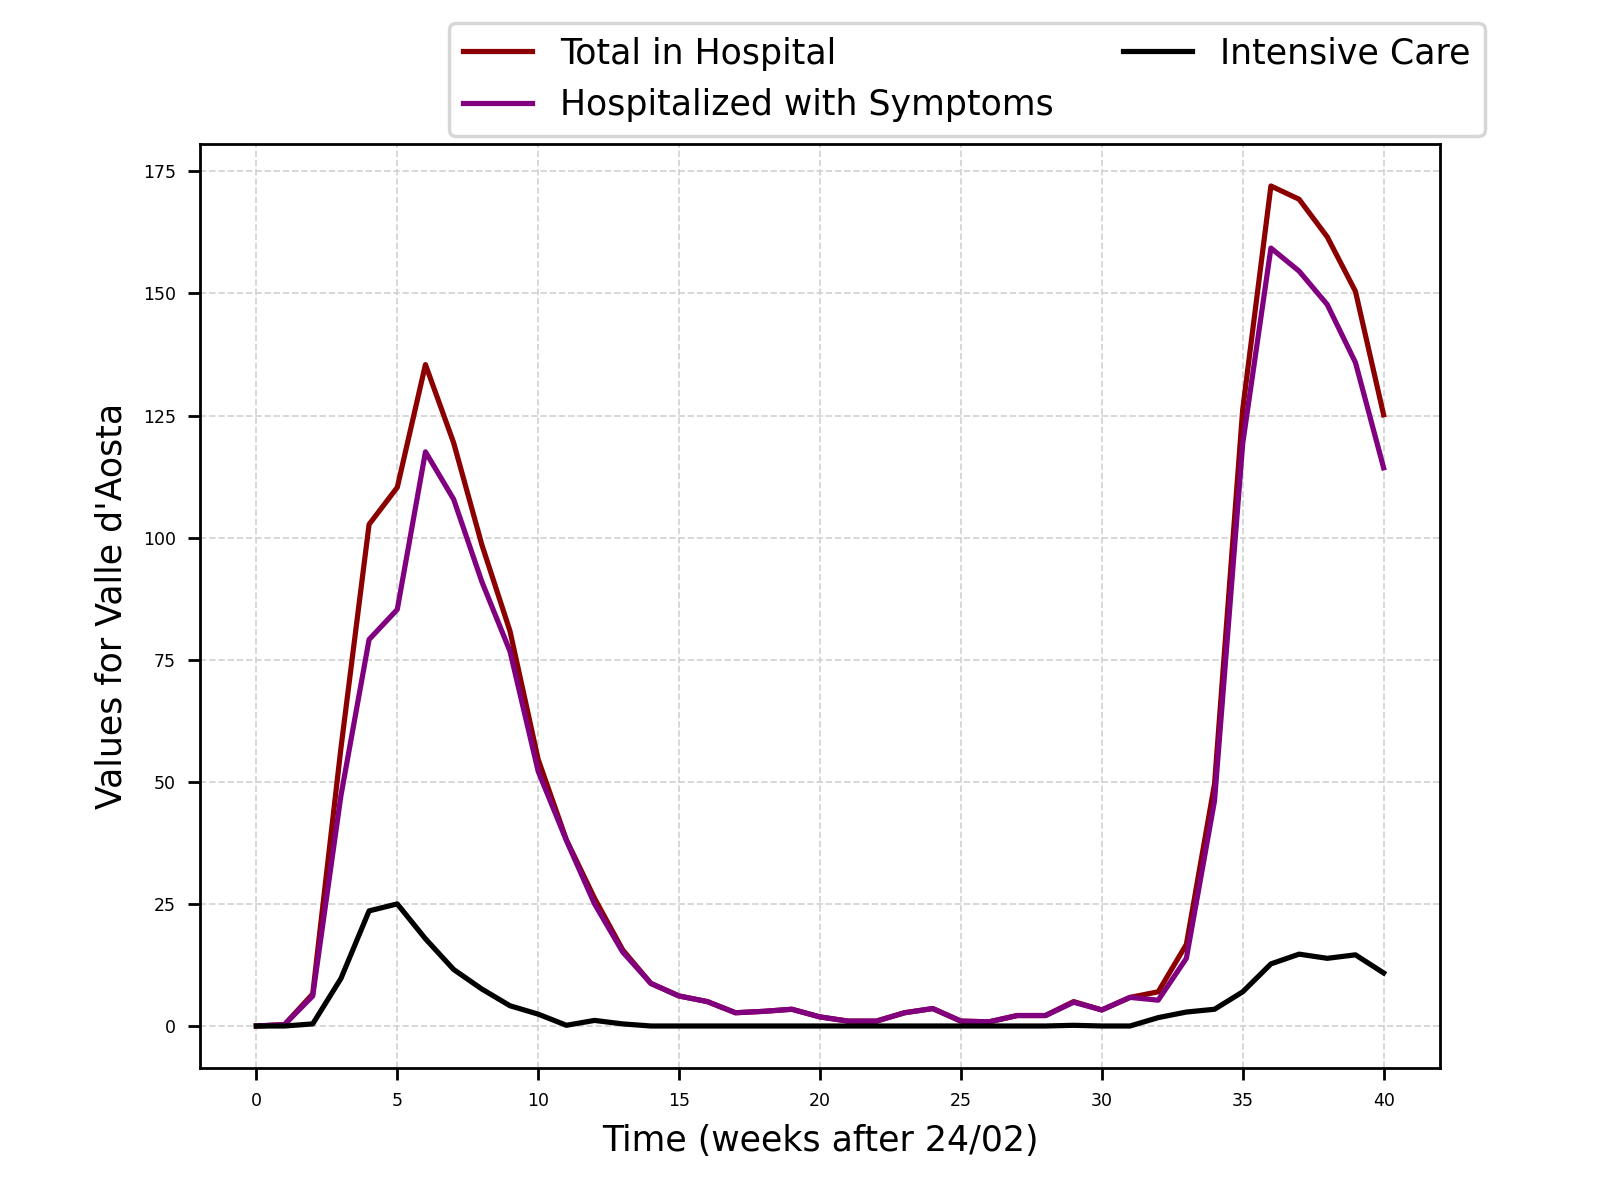 Total in Hospital
Hospitalized with Symptoms
Intensive Care
175
150
125
100
75
50
25
0
Values for Valle d'Aosta
0 5 10 15 20 25 30 35 40
Time (weeks after 24/02)